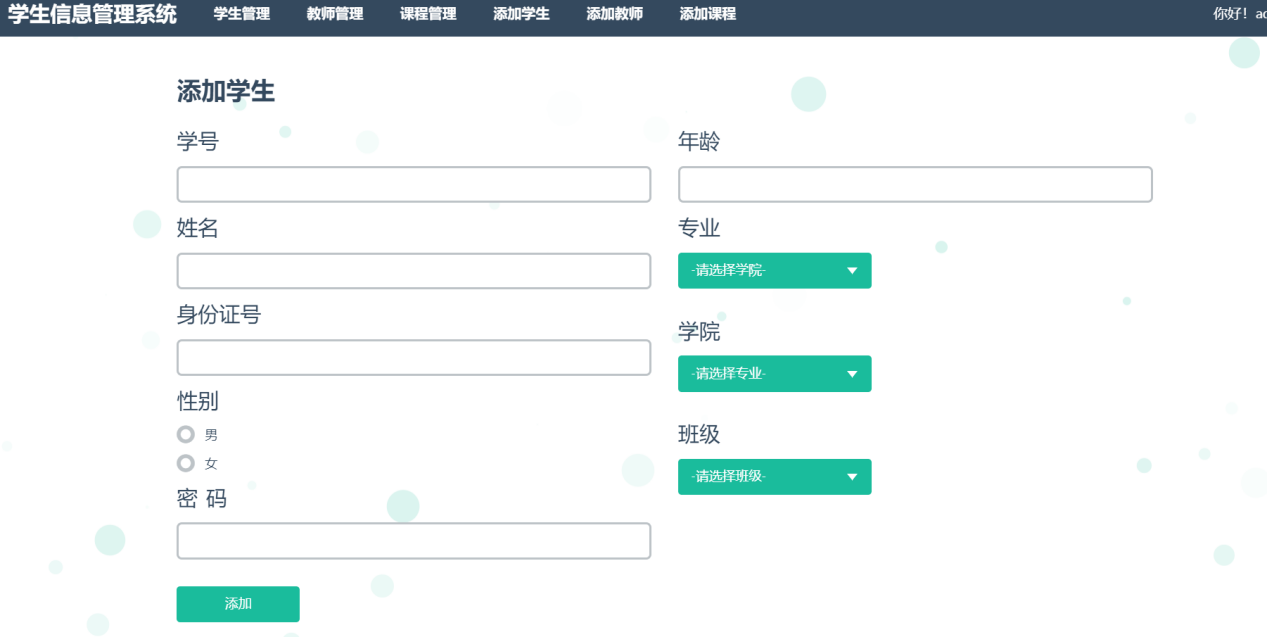 学生信息管理系统 学生管理 教师管理 课程管理 添加学生 添加教师 添加课程 你好！
添加学生
学号
姓名
身份证号
性别
男
女
密 码
添加
年龄
专业
-请选择学院-
学院
-请选择专业-
班级
-请选择班级-